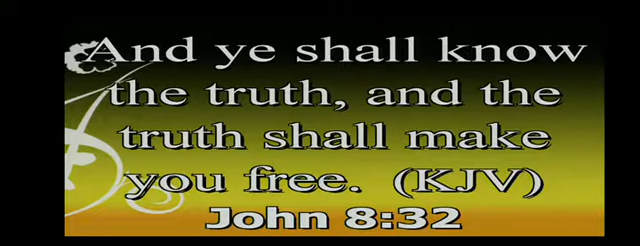 And ye shall know
the truth, and the
truth shall make
you free. (KJV)
John 8:32